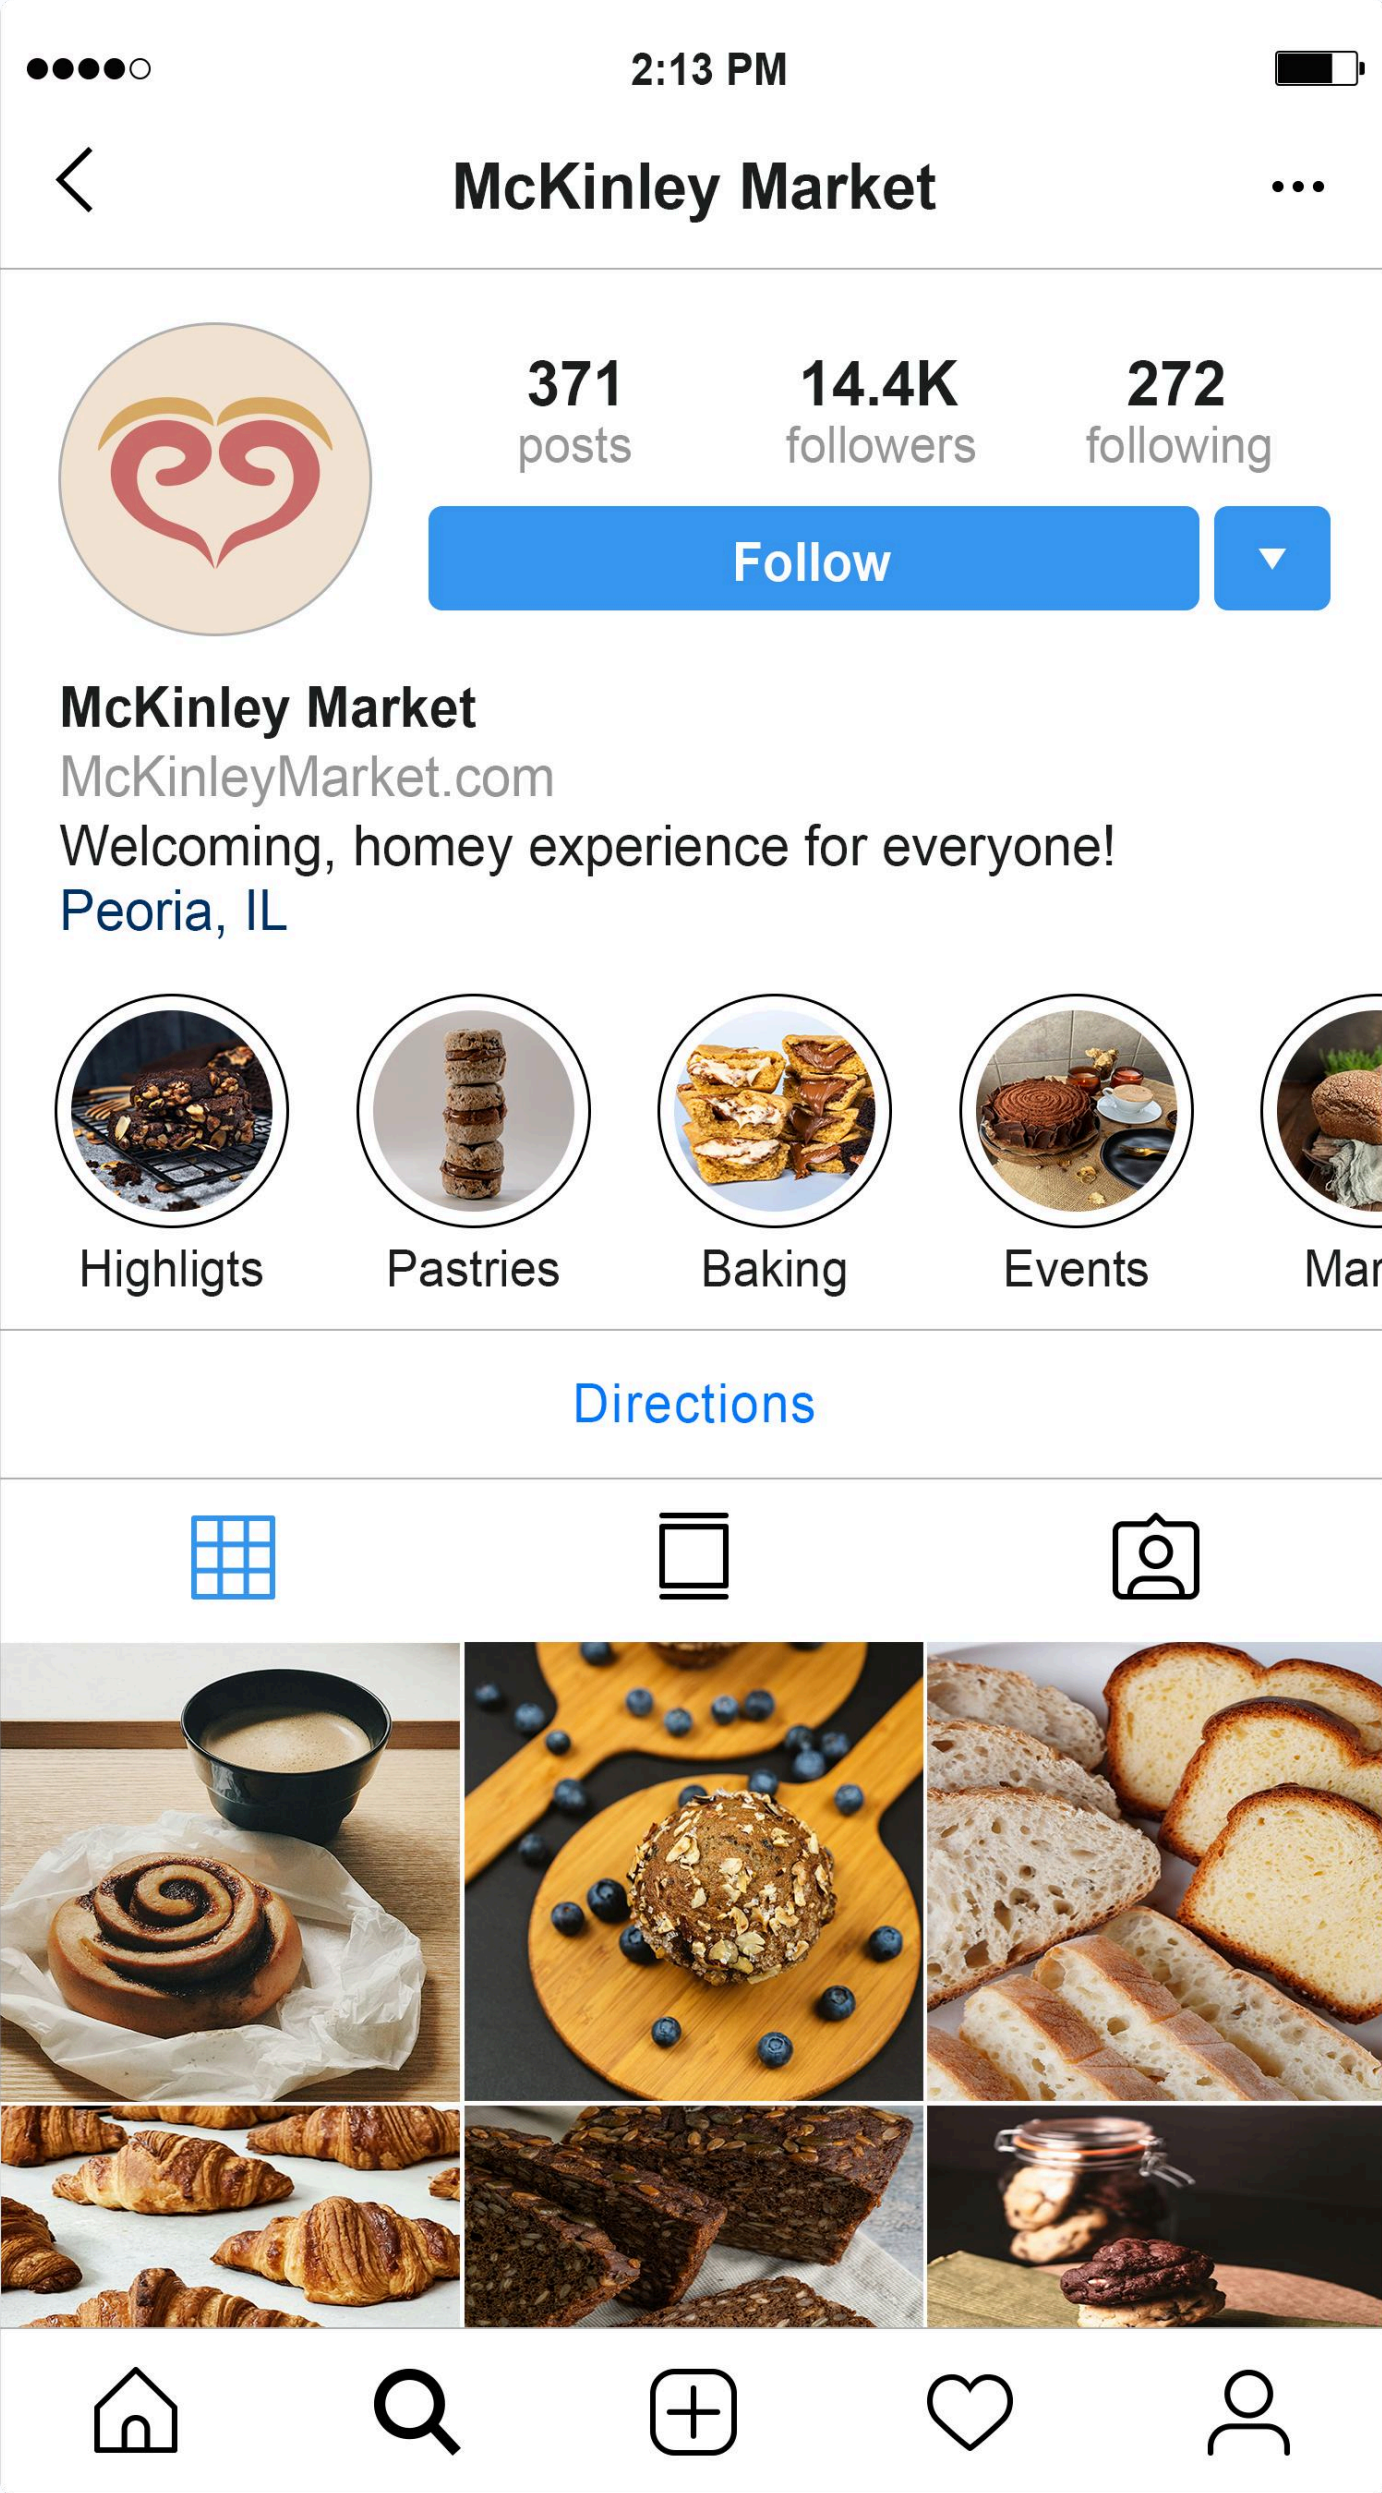 2:13 PM
McKinley Market
371 14.4K 272
posts followers following
Follow
McKinley Market
McKinleyMarket.com
Welcoming, homey experience for everyone!
Peoria, IL
Highligts Pastries Baking Events Mar
Directions